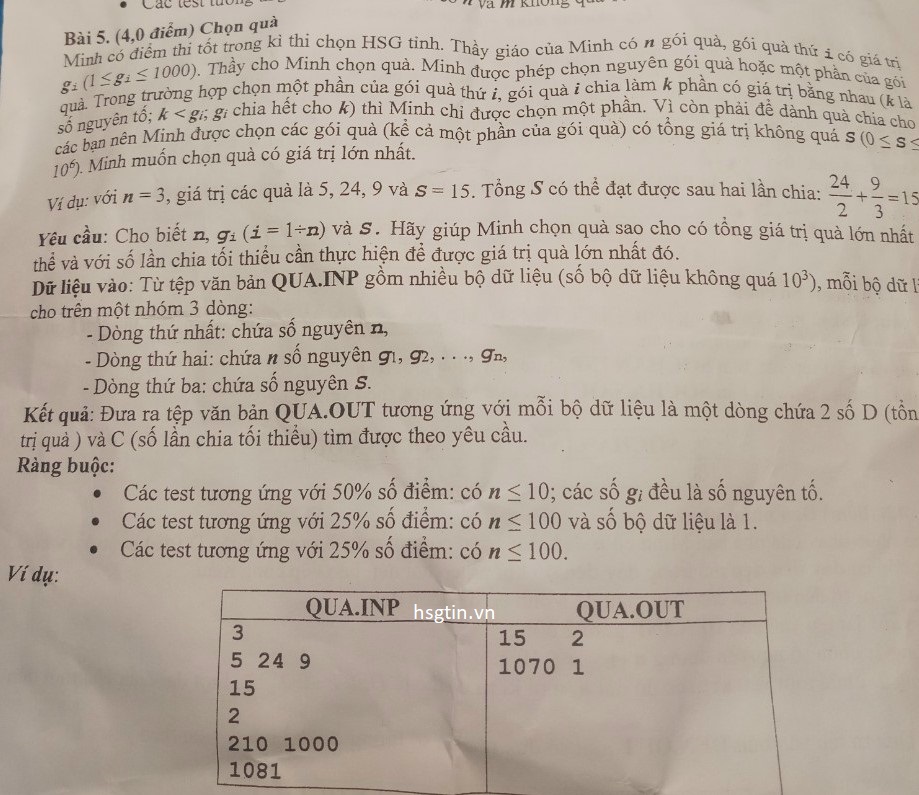 • Các test tương
n và m không quá
Bài 5. (4,0 điểm) Chọn quà
Minh có điểm thi tốt trong kì thi chọn HSG tỉnh. Thầy giáo của Minh có n gói quà, gói quà thứ i có giá trị
gᵢ (1 ≤ gᵢ ≤ 1000). Thầy cho Minh chọn quà. Minh được phép chọn nguyên gói quà hoặc một phần của gói
quà. Trong trường hợp chọn một phần của gói quà thứ i, gói quà i chia làm k phần có giá trị bằng nhau (k là
số nguyên tố; k < gᵢ; gᵢ chia hết cho k) thì Minh chỉ được chọn một phần. Vì còn phải để dành quà chia cho
các bạn nên Minh được chọn các gói quà (kể cả một phần của gói quà) có tổng giá trị không quá S (0 ≤ S ≤
10⁶). Minh muốn chọn quà có giá trị lớn nhất.
Ví dụ: với n = 3, giá trị các quà là 5, 24, 9 và S = 15. Tổng S có thể đạt được sau hai lần chia: 24/2 + 9/3 = 15
Yêu cầu: Cho biết n, gᵢ (i = 1÷n) và S. Hãy giúp Minh chọn quà sao cho có tổng giá trị quà lớn nhất
thể và với số lần chia tối thiểu cần thực hiện để được giá trị quà lớn nhất đó.
Dữ liệu vào: Từ tệp văn bản QUA.INP gồm nhiều bộ dữ liệu (số bộ dữ liệu không quá 10³), mỗi bộ dữ l
cho trên một nhóm 3 dòng:
- Dòng thứ nhất: chứa số nguyên n,
- Dòng thứ hai: chứa n số nguyên g₁, g₂, . . ., gₙ,
- Dòng thứ ba: chứa số nguyên S.
Kết quả: Đưa ra tệp văn bản QUA.OUT tương ứng với mỗi bộ dữ liệu là một dòng chứa 2 số D (tổn
trị quà ) và C (số lần chia tối thiểu) tìm được theo yêu cầu.
Ràng buộc:
• Các test tương ứng với 50% số điểm: có n ≤ 10; các số gᵢ đều là số nguyên tố.
• Các test tương ứng với 25% số điểm: có n ≤ 100 và số bộ dữ liệu là 1.
• Các test tương ứng với 25% số điểm: có n ≤ 100.
Ví dụ:
QUA.INP hsgtin.vn QUA.OUT
3 15 2
5 24 9 1070 1
15
2
210 1000
1081